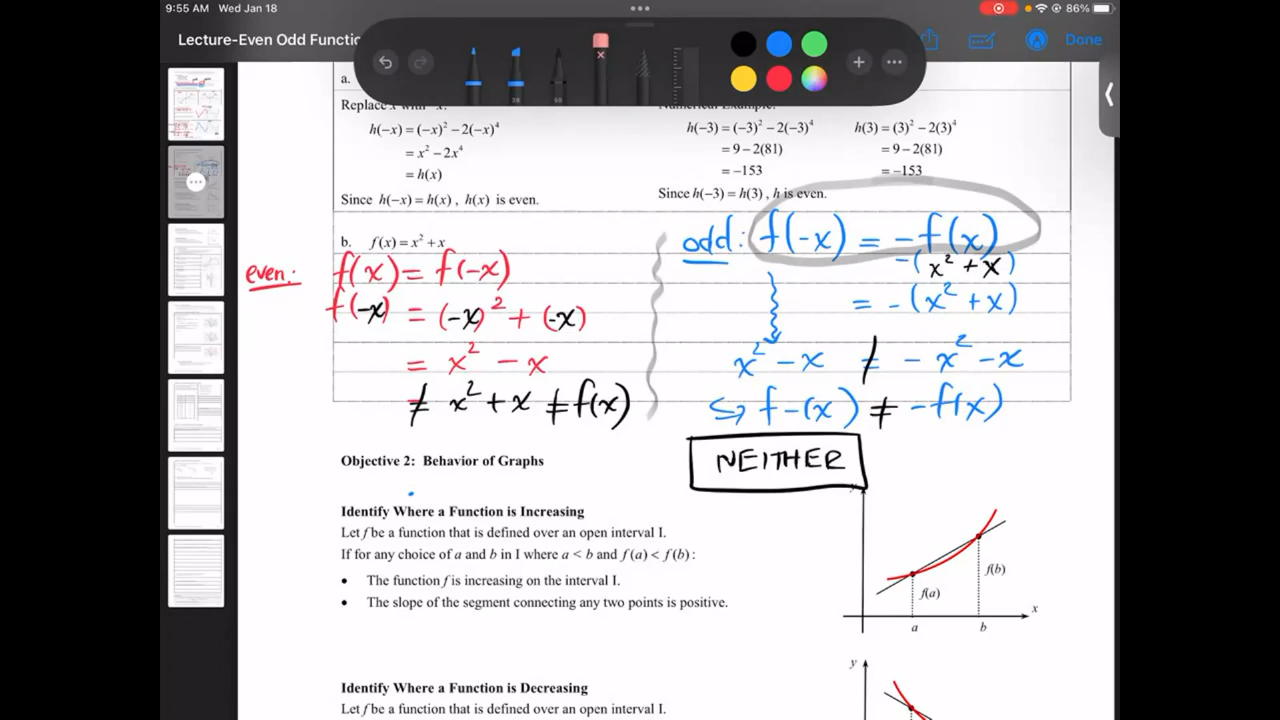 9:55 AM Wed Jan 18
86%
Lecture-Even Odd Functio
Done
a.
Replace x with -x:
h(−x) = (−x)² − 2(−x)⁴
= x² − 2x⁴
= h(x)
Since h(−x) = h(x) , h(x) is even.
Numerical Example:
h(−3) = (−3)² − 2(−3)⁴
= 9 − 2(81)
= −153
h(3) = (3)² − 2(3)⁴
= 9 − 2(81)
= −153
Since h(−3) = h(3), h is even.
b. f(x) = x² + x
even: f(x) = f(-x)
f(-x) = (-x)² + (-x)
= x² - x
≠ x² + x ≠ f(x)
odd: f(-x) = -f(x)
-(x² + x)
= -(x² + x)
x² - x ≠ - x² - x
↪ f-(x) ≠ -f(x)
NEITHER
Objective 2: Behavior of Graphs
Identify Where a Function is Increasing
Let f be a function that is defined over an open interval I.
If for any choice of a and b in I where a < b and f(a) < f(b) :
• The function f is increasing on the interval I.
• The slope of the segment connecting any two points is positive.
y
f(b)
f(a)
x
a b
y
Identify Where a Function is Decreasing
Let f be a function that is defined over an open interval I.